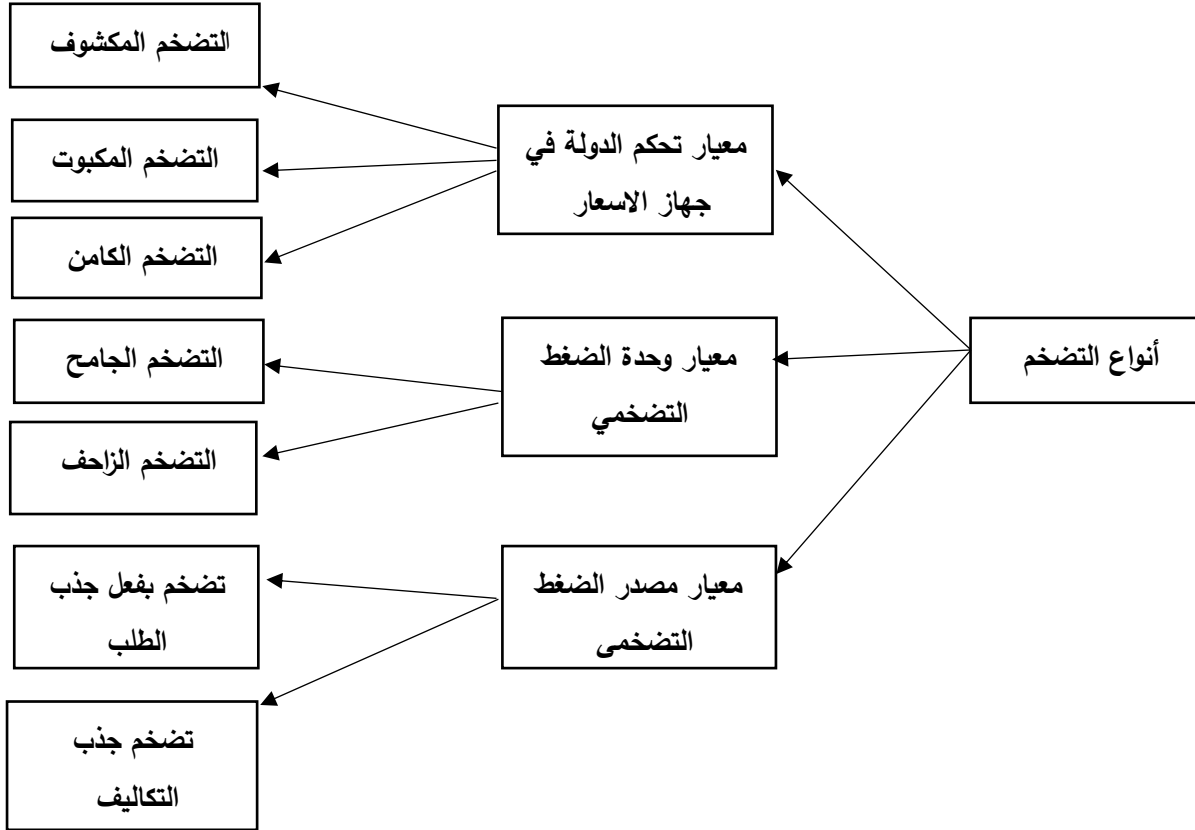 أنواع التضخم
معيار تحكم الدولة في
جهاز الاسعار
التضخم المكشوف
التضخم المكبوت
التضخم الكامن
معيار وحدة الضغط
التضخمي
التضخم الجامح
التضخم الزاحف
معيار مصدر الضغط
التضخمى
تضخم بفعل جذب
الطلب
تضخم جذب
التكاليف